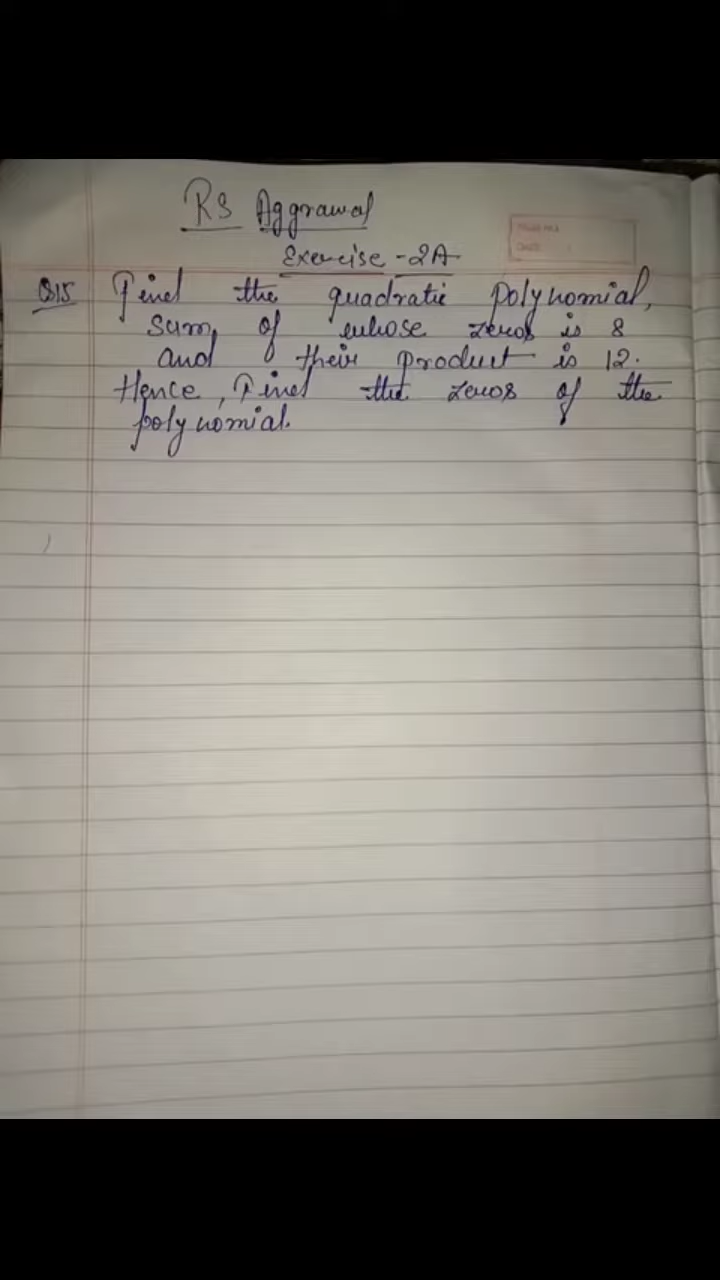 RS Aggrawal
Exercise - 2A
Q15 Find the quadratic polynomial,
sum of whose zeros is 8
and their product is 12.
Hence, Find the zeros of the
polynomial.